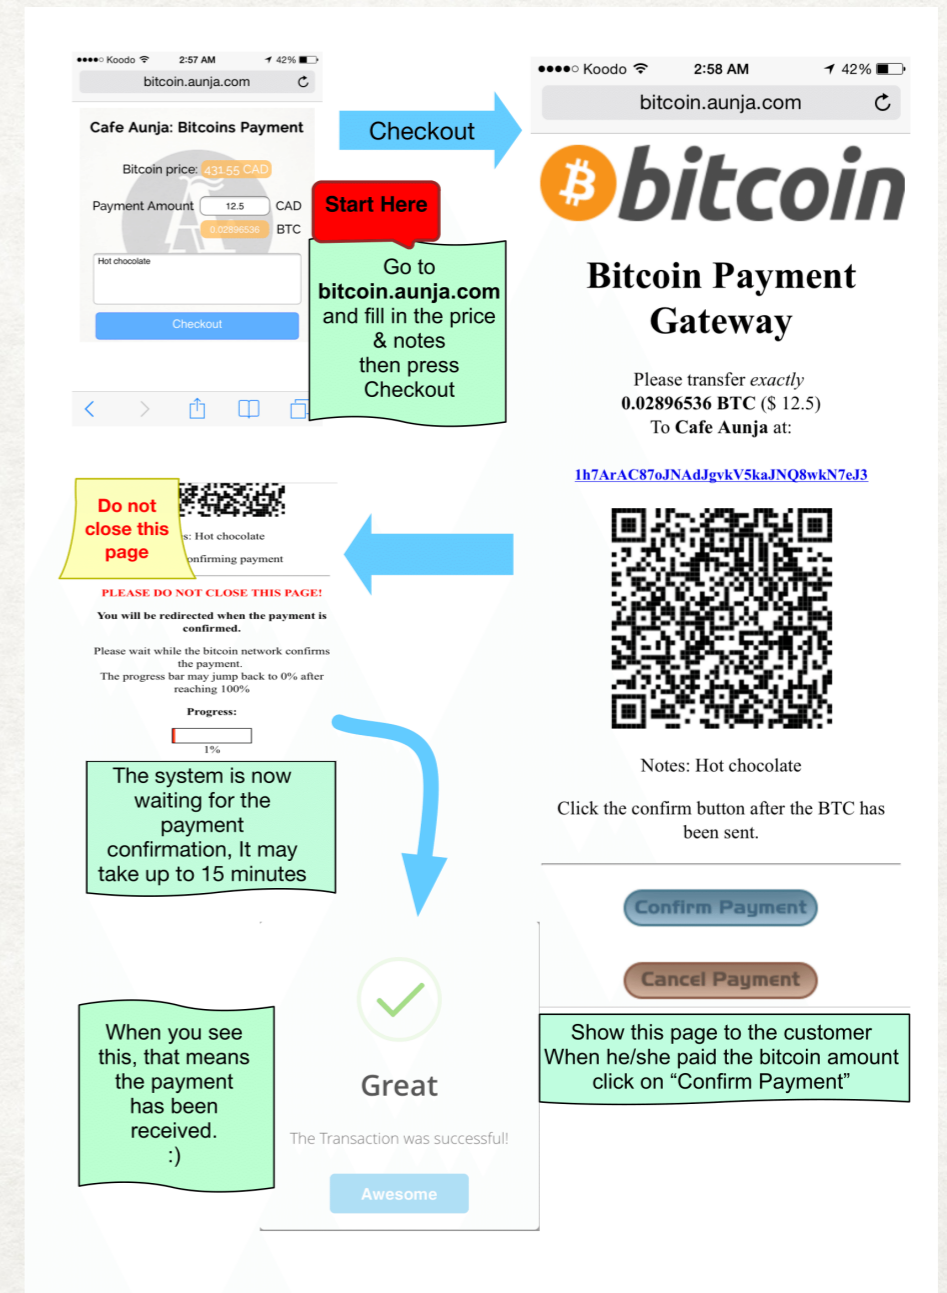 Koodo 2:57 AM 42%
bitcoin.aunja.com
Cafe Aunja: Bitcoins Payment
Bitcoin price: 431.55 CAD
Payment Amount 12.5 CAD
0.02896536 BTC
Hot chocolate
Checkout
Checkout
Start Here
Go to
bitcoin.aunja.com
and fill in the price
& notes
then press
Checkout
Koodo 2:58 AM 42%
bitcoin.aunja.com
bitcoin
Bitcoin Payment
Gateway
Please transfer exactly
0.02896536 BTC ($ 12.5)
To Cafe Aunja at:
1h7ArAC87oJNAdJgvkV5kaJNQ8wkN7eJ3
Notes: Hot chocolate
Click the confirm button after the BTC has
been sent.
Confirm Payment
Cancel Payment
Show this page to the customer
When he/she paid the bitcoin amount
click on “Confirm Payment”
Do not
close this
page
s: Hot chocolate
onfirming payment
PLEASE DO NOT CLOSE THIS PAGE!
You will be redirected when the payment is
confirmed.
Please wait while the bitcoin network confirms
the payment.
The progress bar may jump back to 0% after
reaching 100%
Progress:
1%
The system is now
waiting for the
payment
confirmation, It may
take up to 15 minutes
When you see
this, that means
the payment
has been
received.
:)
Great
The Transaction was successful!
Awesome